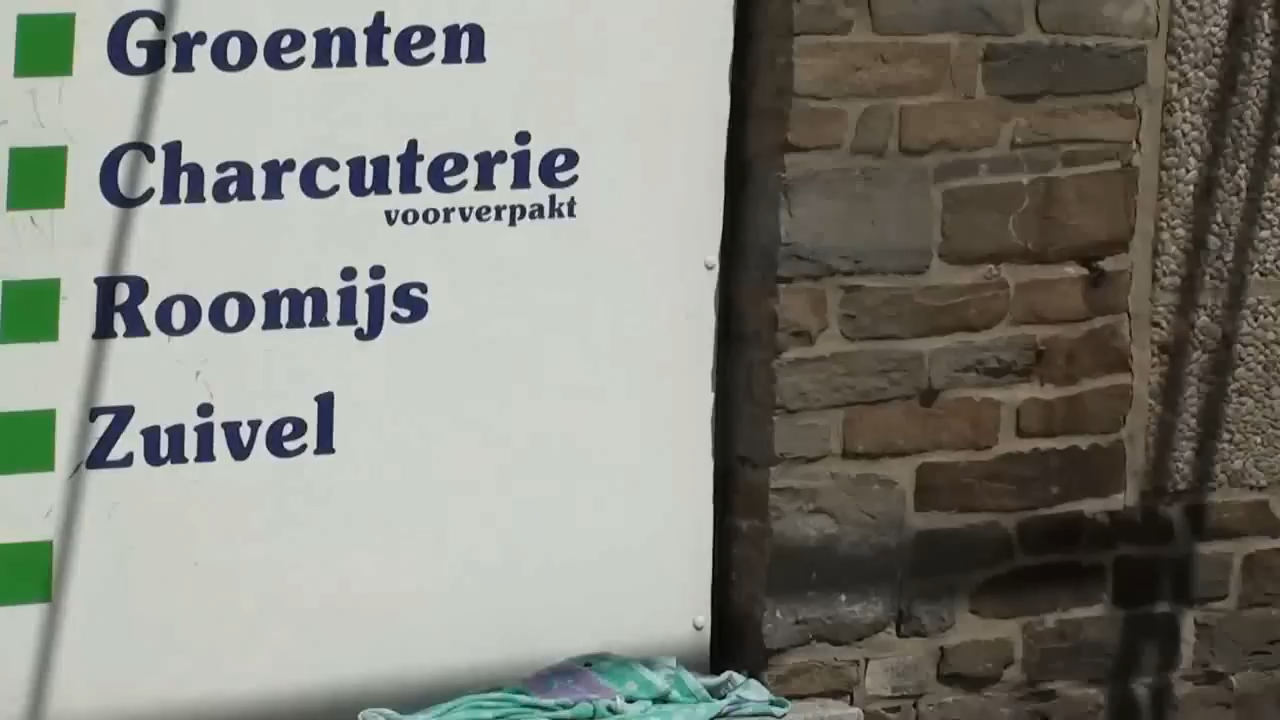 Groenten
Charcuterie
voorverpakt
Roomijs
Zuivel